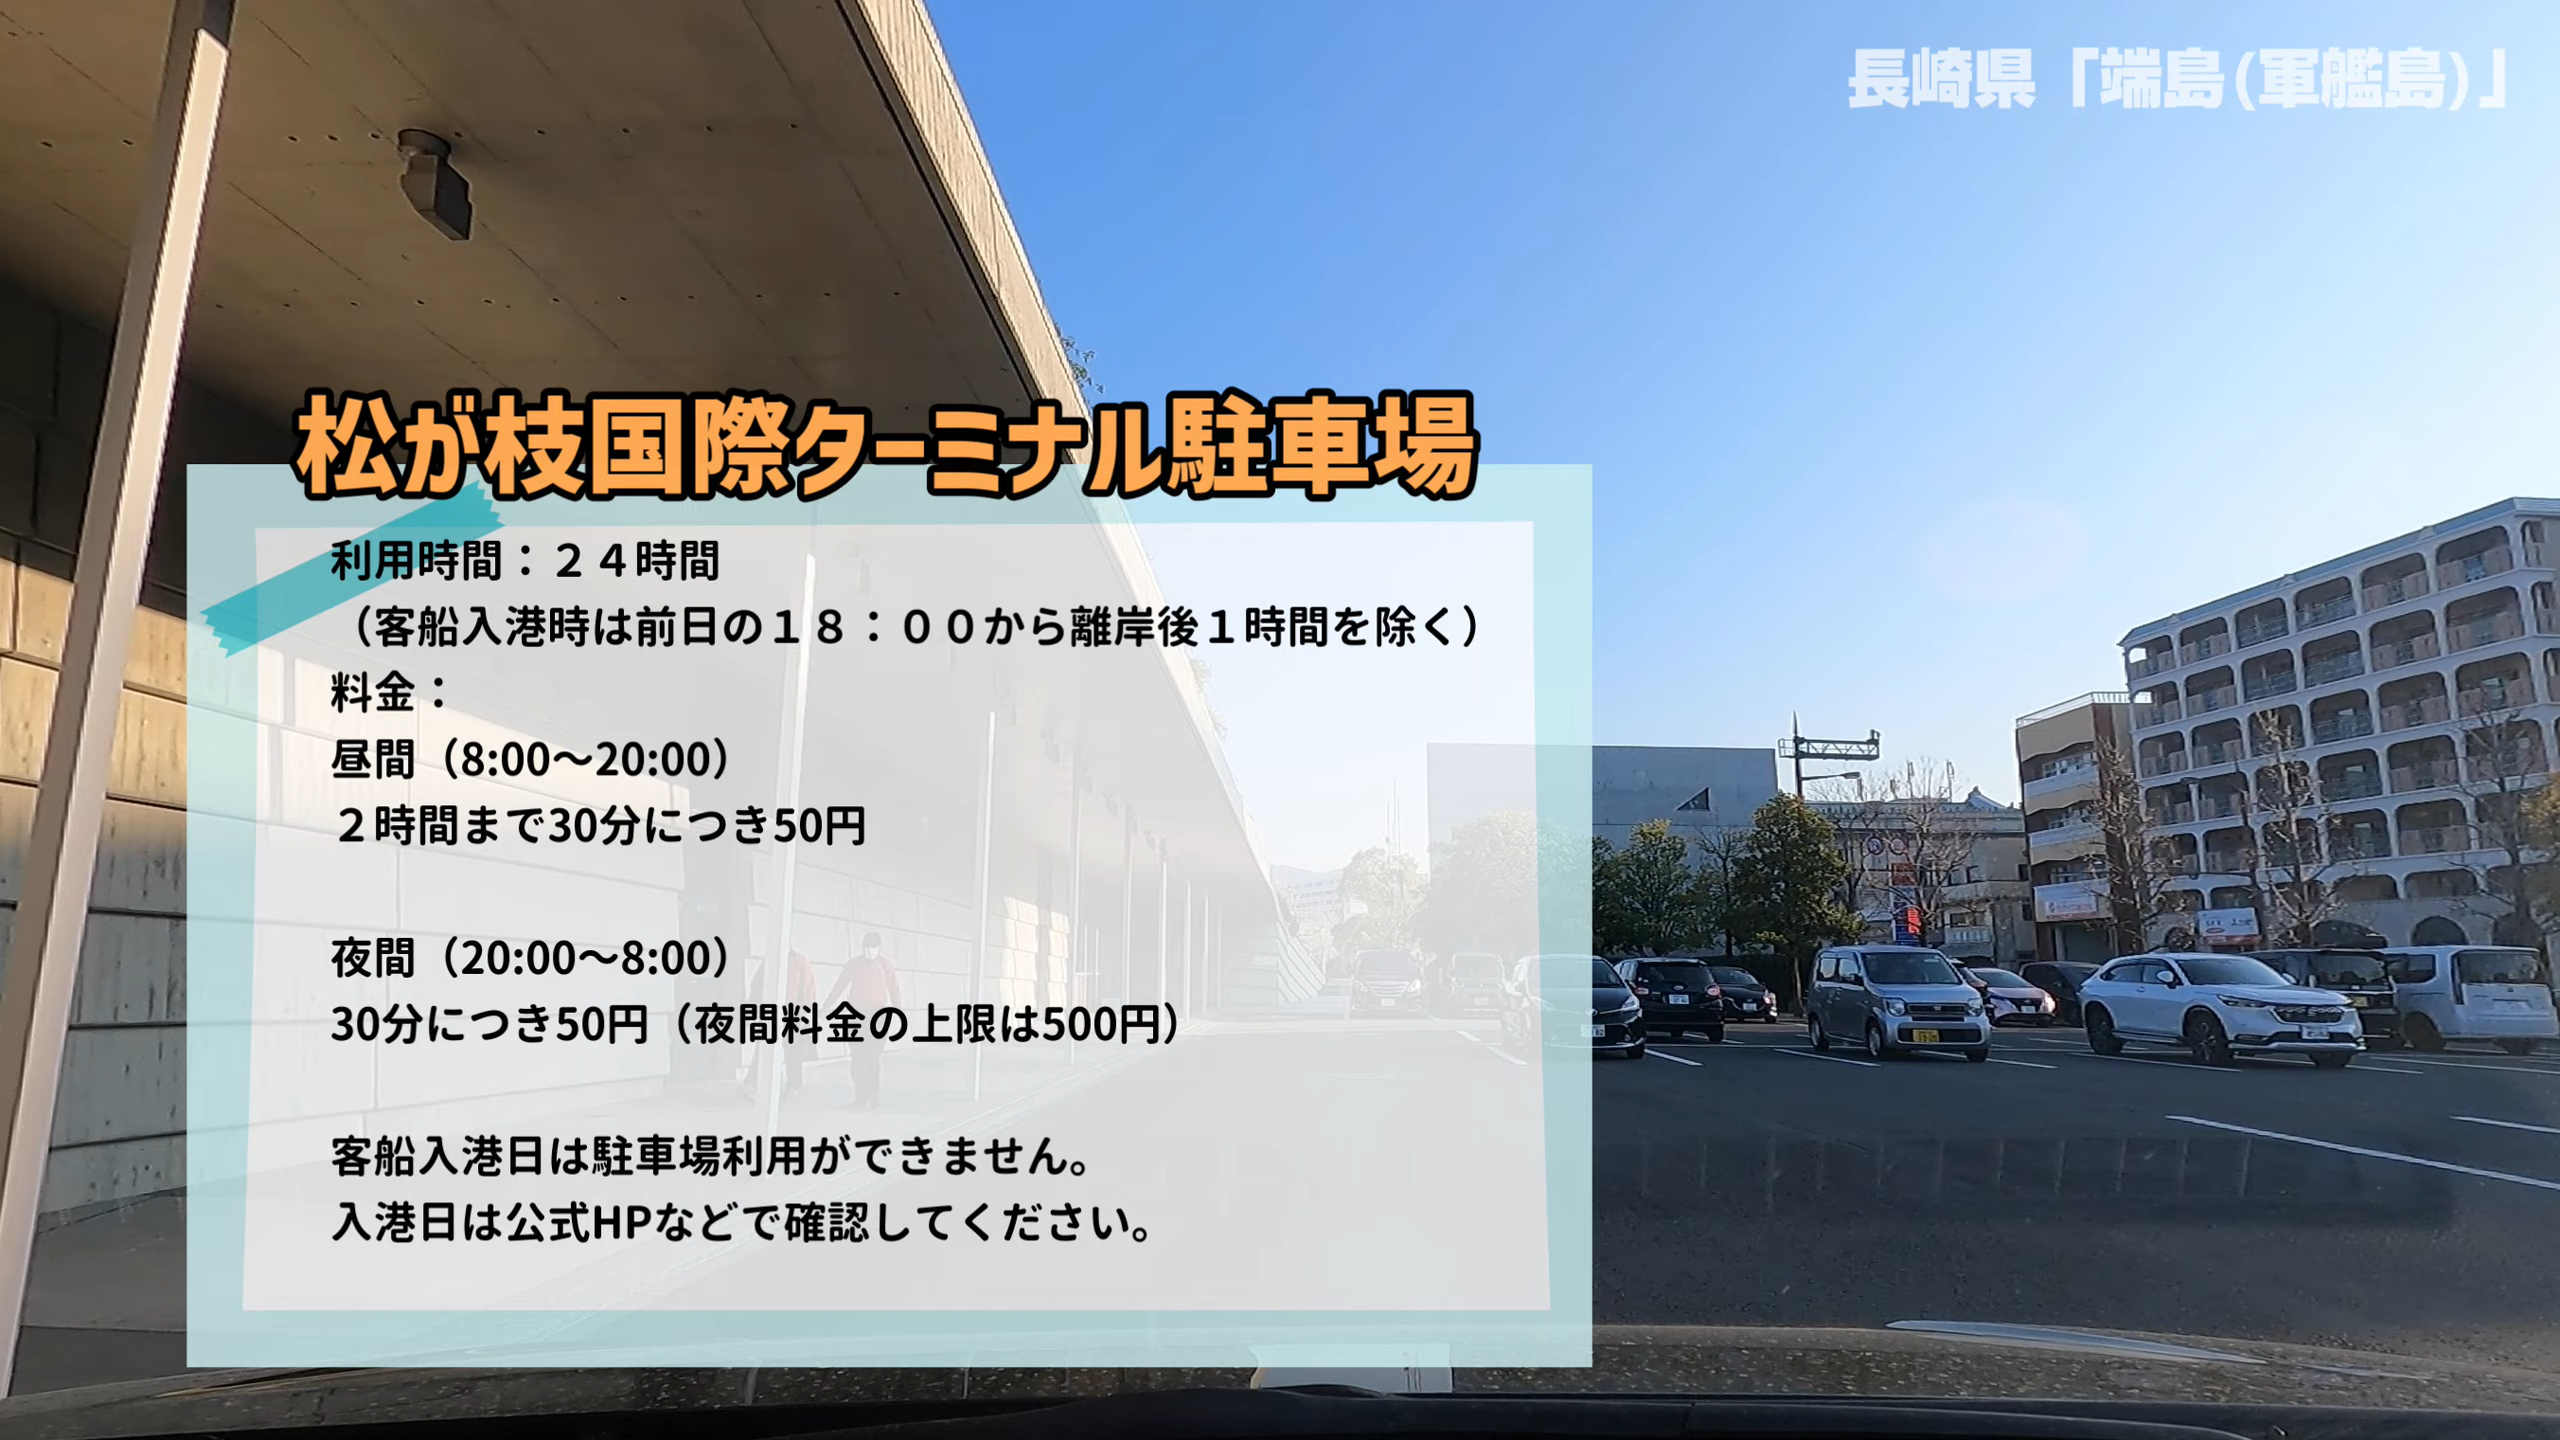 長崎県「端島(軍艦島)」
松が枝国際ターミナル駐車場
利用時間：２４時間
（客船入港時は前日の１８：００から離岸後１時間を除く）
料金：
昼間（8:00～20:00）
２時間まで30分につき50円
夜間（20:00～8:00）
30分につき50円（夜間料金の上限は500円）
客船入港日は駐車場利用ができません。
入港日は公式HPなどで確認してください。